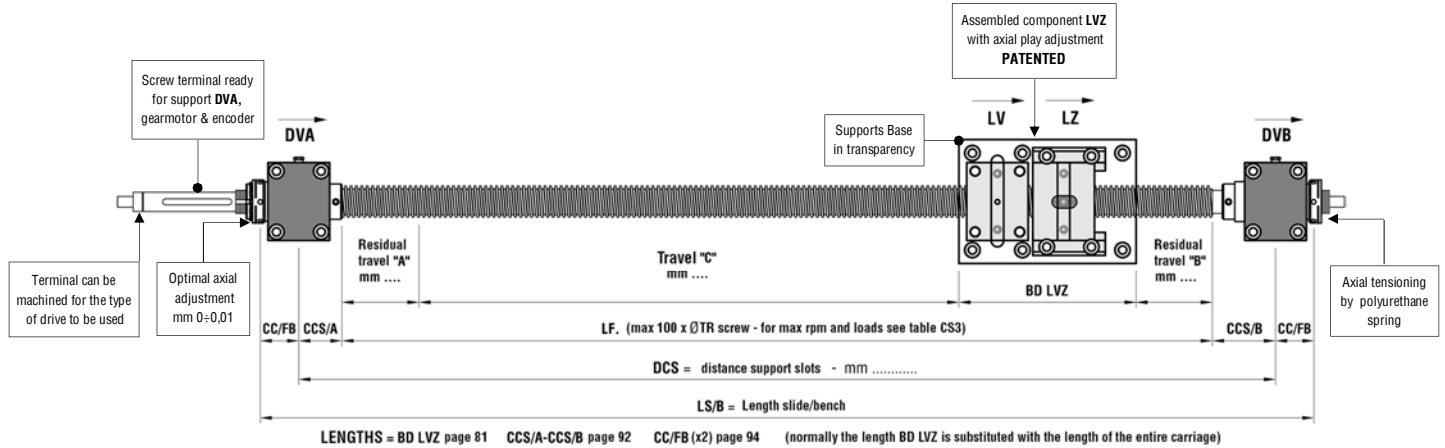 Assembled component LVZ
with axial play adjustment
PATENTED
Screw terminal ready
for support DVA,
gearmotor & encoder
DVA
Supports Base
in transparency
LV
LZ
DVB
Terminal can be
machined for the type
of drive to be used
Optimal axial
adjustment
mm 0÷0,01
Residual
travel "A"
mm ....
Travel "C"
mm ....
BD LVZ
Residual
travel "B"
mm ....
Axial tensioning
by polyurethane
spring
CC/FB
CCS/A
LF. (max 100 x ØTR screw - for max rpm and loads see table CS3)
CCS/B
CC/FB
DCS = distance support slots - mm ............
LS/B = Length slide/bench
LENGTHS = BD LVZ page 81 CCS/A-CCS/B page 92 CC/FB (x2) page 94 (normally the length BD LVZ is substituted with the length of the entire carriage)